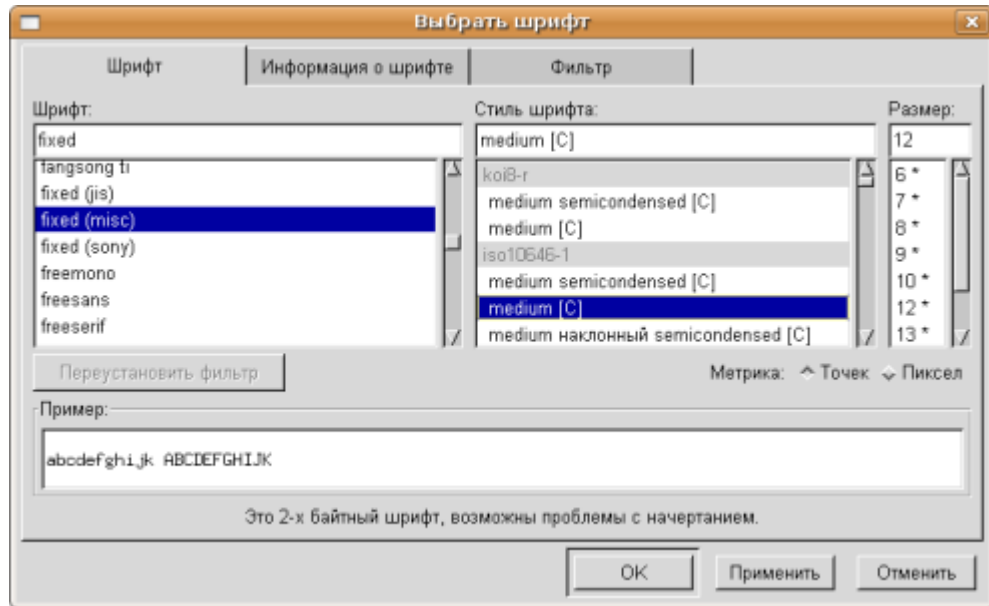 Выбрать шрифт
Шрифт
Информация о шрифте
Фильтр
Шрифт:
Стиль шрифта:
Размер:
fixed
medium [C]
12
fangsong ti
fixed (jis)
fixed (misc)
fixed (sony)
freemono
freesans
freeserif
koi8-r
medium semicondensed [C]
medium [C]
iso10646-1
medium semicondensed [C]
medium [C]
medium наклонный semicondensed [C]
6 *
7 *
8 *
9 *
10 *
12 *
13 *
Переустановить фильтр
Метрика: Точек Пиксел
Пример:
abcdefghijk ABCDEFGHIJK
Это 2-х байтный шрифт, возможны проблемы с начертанием.
OK
Применить
Отменить